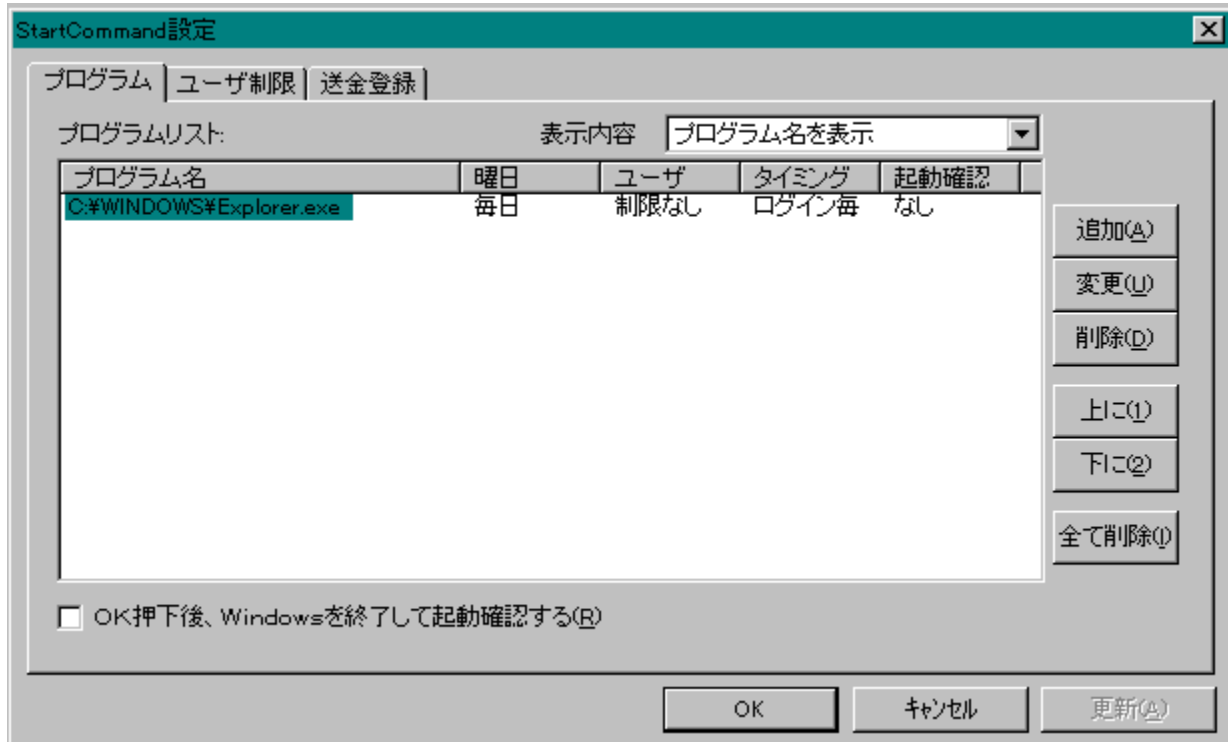 StartCommand設定
プログラム ユーザ制限 送金登録
プログラムリスト: 表示内容 プログラム名を表示
プログラム名 曜日 ユーザ タイミング 起動確認
C:¥WINDOWS¥Explorer.exe 毎日 制限なし ログイン毎 なし
追加(A)
変更(U)
削除(D)
上に(1)
下に(2)
全て削除(I)
OK押下後、Windowsを終了して起動確認する(R)
OK キャンセル 更新(A)